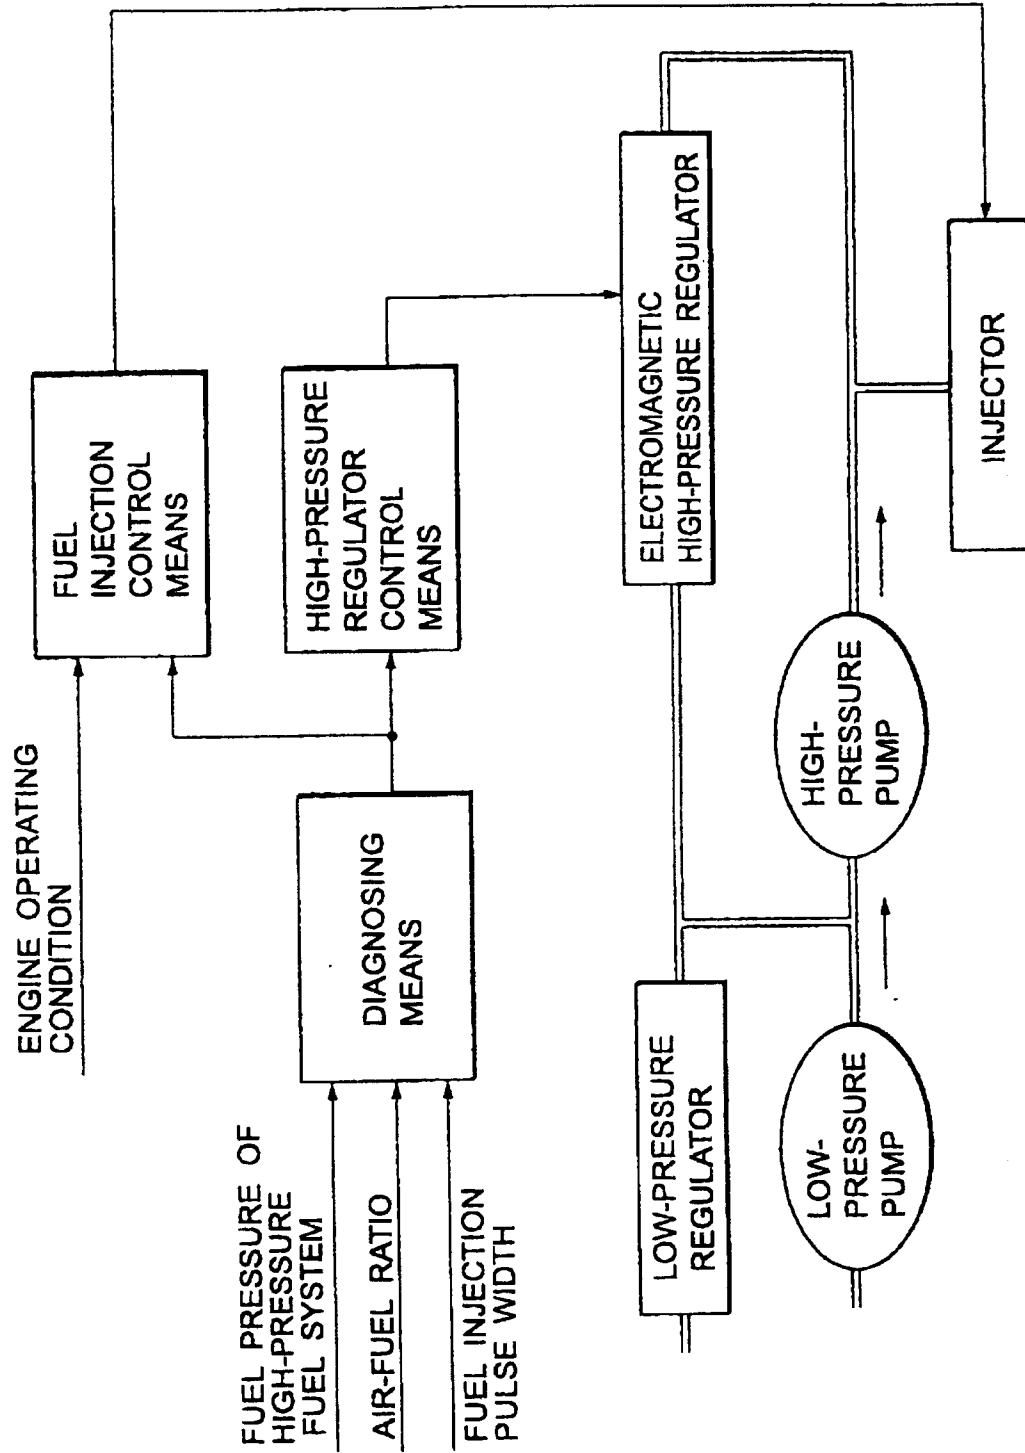 ENGINE OPERATING
CONDITION
FUEL
INJECTION
CONTROL
MEANS
FUEL PRESSURE OF
HIGH-PRESSURE
FUEL SYSTEM
AIR-FUEL RATIO
FUEL INJECTION
PULSE WIDTH
DIAGNOSING
MEANS
HIGH-PRESSURE
REGULATOR
CONTROL
MEANS
LOW-PRESSURE
REGULATOR
ELECTROMAGNETIC
HIGH-PRESSURE REGULATOR
LOW-
PRESSURE
PUMP
HIGH-
PRESSURE
PUMP
INJECTOR